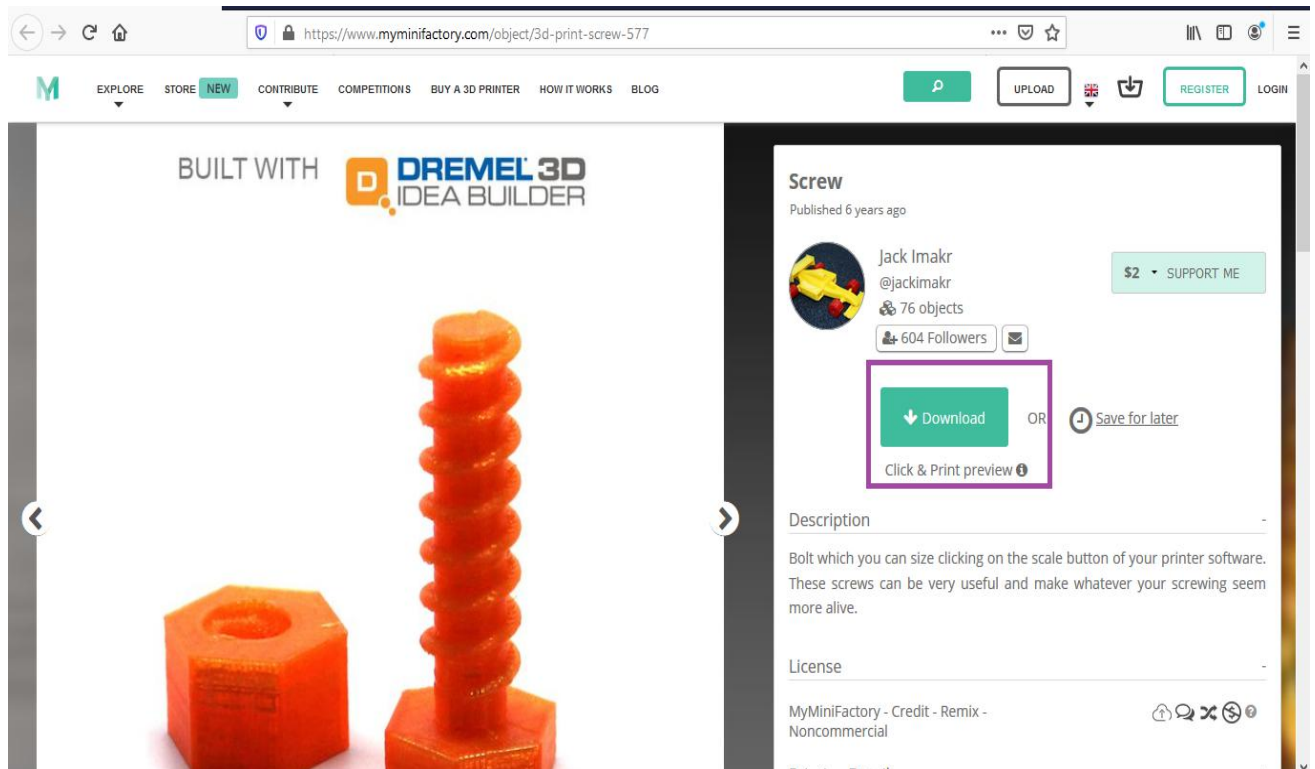 https://www.myminifactory.com/object/3d-print-screw-577
EXPLORE STORE NEW CONTRIBUTE COMPETITIONS BUY A 3D PRINTER HOW IT WORKS BLOG
UPLOAD REGISTER LOGIN
BUILT WITH D DREMEL 3D
IDEA BUILDER
Screw
Published 6 years ago
Jack Imakr
@jackimakr
76 objects
604 Followers
$2 SUPPORT ME
Download OR Save for later
Click & Print preview
Description -
Bolt which you can size clicking on the scale button of your printer software.
These screws can be very useful and make whatever your screwing seem
more alive.
License -
MyMiniFactory - Credit - Remix -
Noncommercial